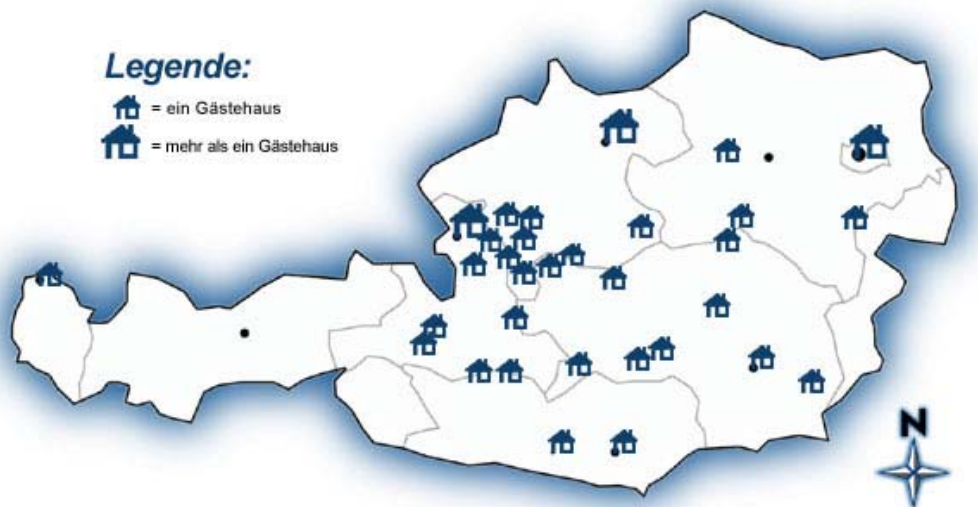 Legende:
= ein Gästehaus
= mehr als ein Gästehaus
N